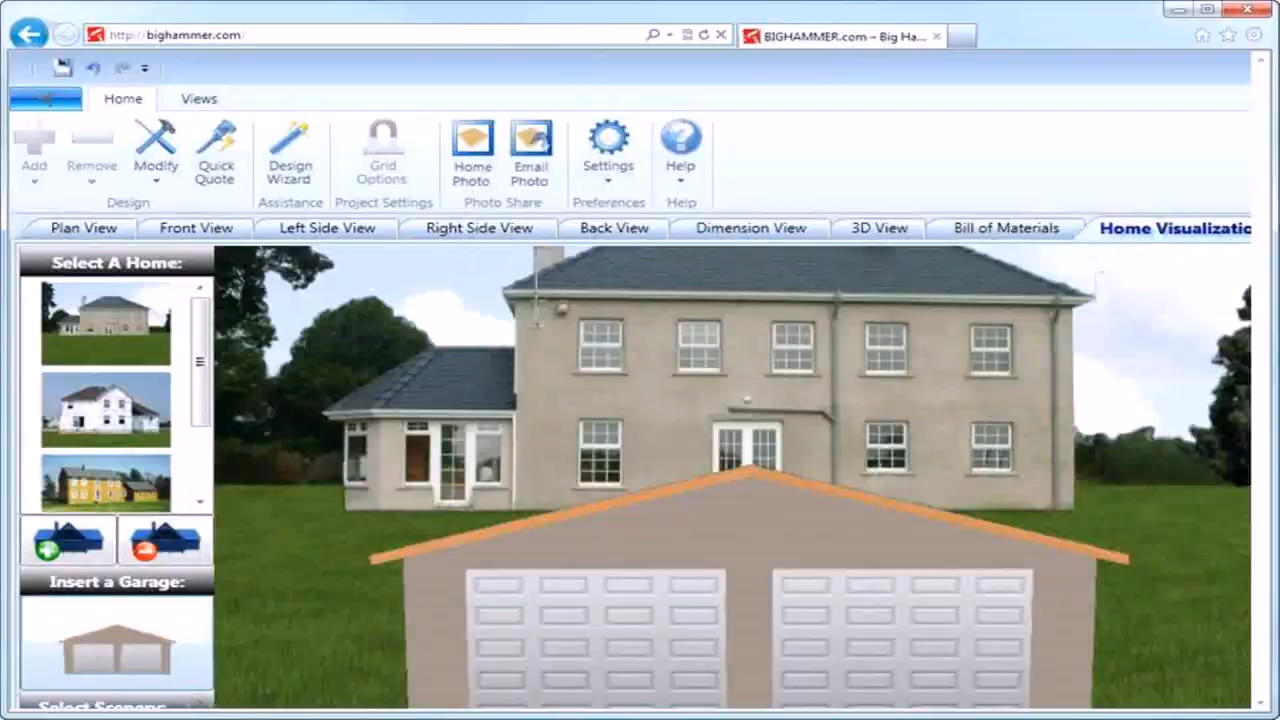 http://bighammer.com/
BIGHAMMER.com – Big Ha...
Home Views
Add Remove Modify Quick Quote Design Wizard Grid Options Home Photo Email Photo Settings Help
Design Assistance Project Settings Photo Share Preferences Help
Plan View Front View Left Side View Right Side View Back View Dimension View 3D View Bill of Materials Home Visualizatio
Select A Home:
Insert a Garage:
Select Scenery: